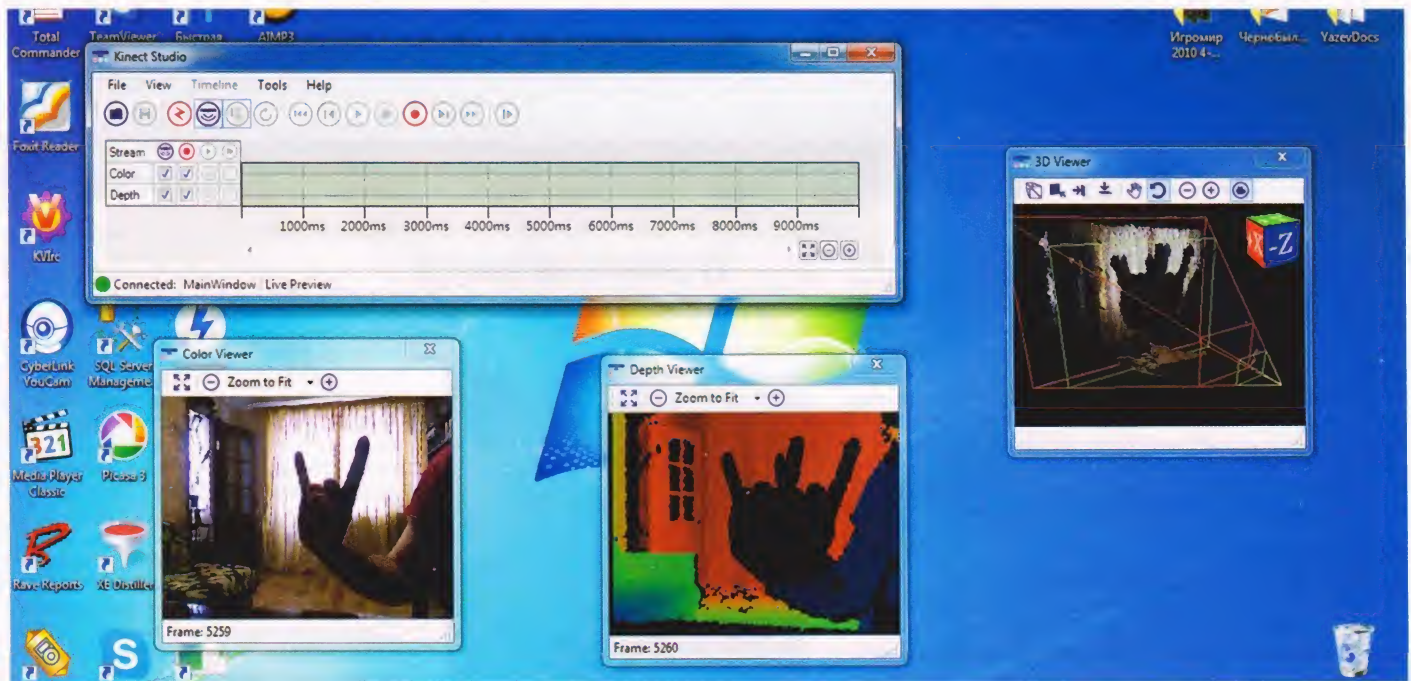 Total
Commander
TeamViewer
Быстрая
AIMP3
Игромир
2010 4-...
Чернобыл...
YazevDocs
Kinect Studio
File View Timeline Tools Help
Foxit Reader
Stream
Color
Depth
1000ms 2000ms 3000ms 4000ms 5000ms 6000ms 7000ms 8000ms 9000ms
Connected: MainWindow Live Preview
KVIrc
3D Viewer
X -Z
CyberLink
YouCam
SQL Server
Manageme...
Color Viewer
Zoom to Fit
Frame: 5259
Depth Viewer
Zoom to Fit
Frame: 5260
321
Media Player
Classic
Picasa 3
Rave Reports
XE Distiller
S